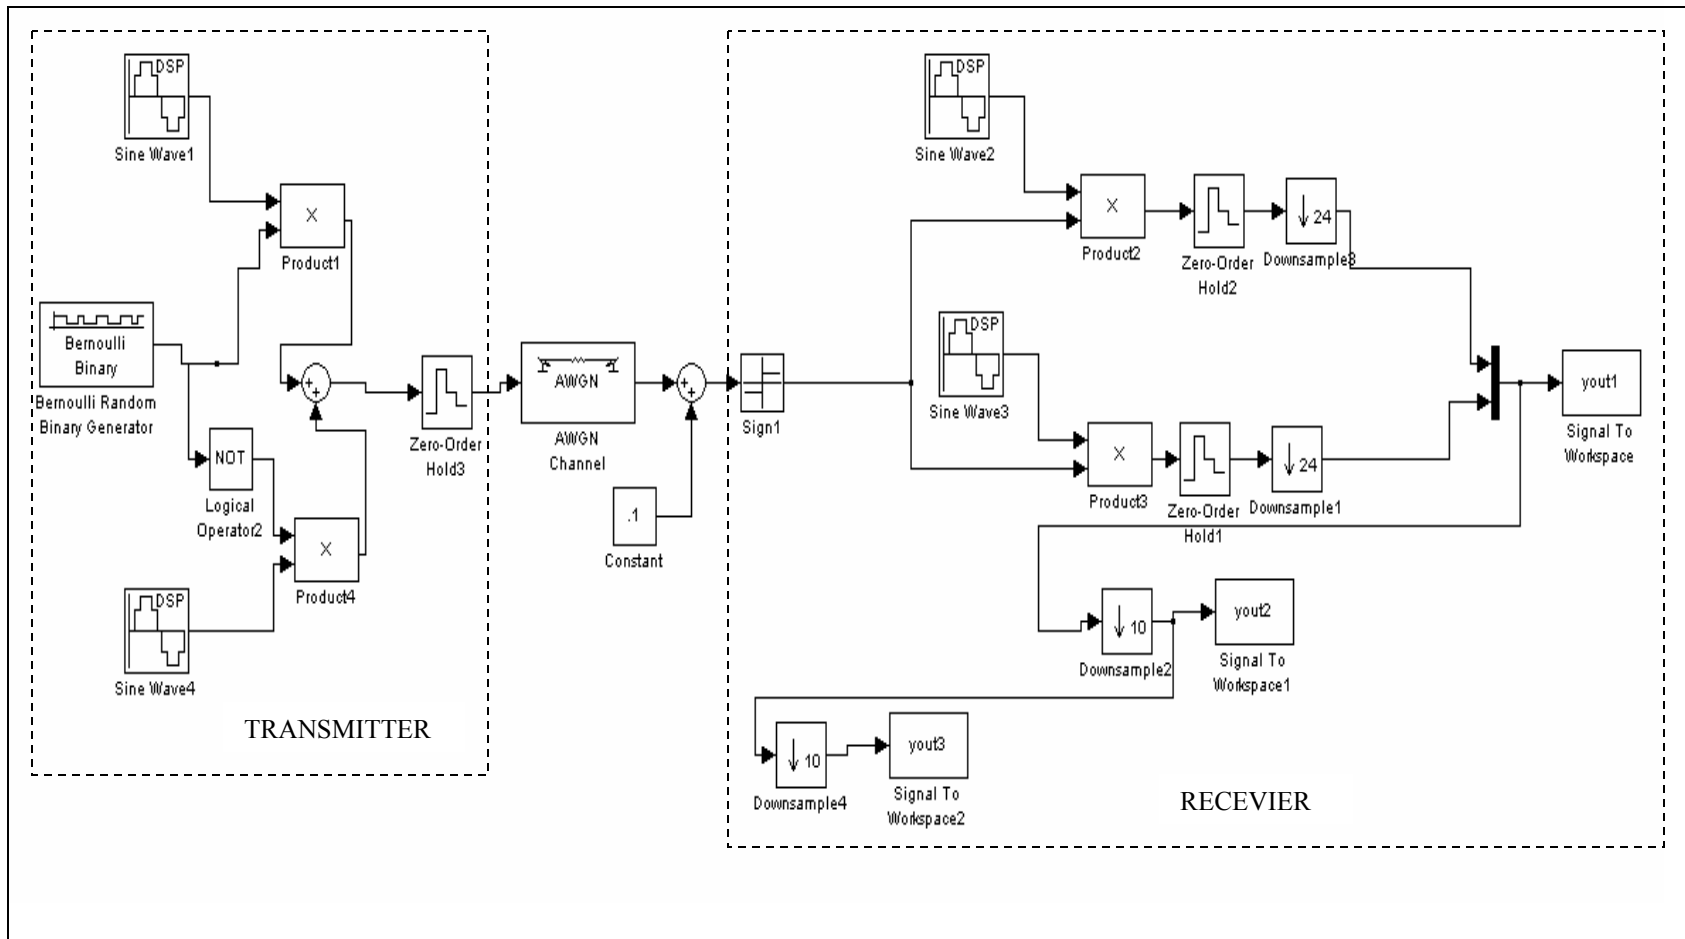 DSP
Sine Wave1
X
Product1
Bernoulli
Binary
Bernoulli Random
Binary Generator
NOT
Logical
Operator2
X
Product4
DSP
Sine Wave4
+
+
Zero-Order
Hold3
TRANSMITTER
AWGN
AWGN
Channel
+
+
.1
Constant
Sign1
DSP
Sine Wave2
X
Product2
Zero-Order
Hold2
24
Downsample3
DSP
Sine Wave3
X
Product3
Zero-Order
Hold1
24
Downsample1
yout1
Signal To
Workspace
10
Downsample2
yout2
Signal To
Workspace1
10
Downsample4
yout3
Signal To
Workspace2
RECEVIER